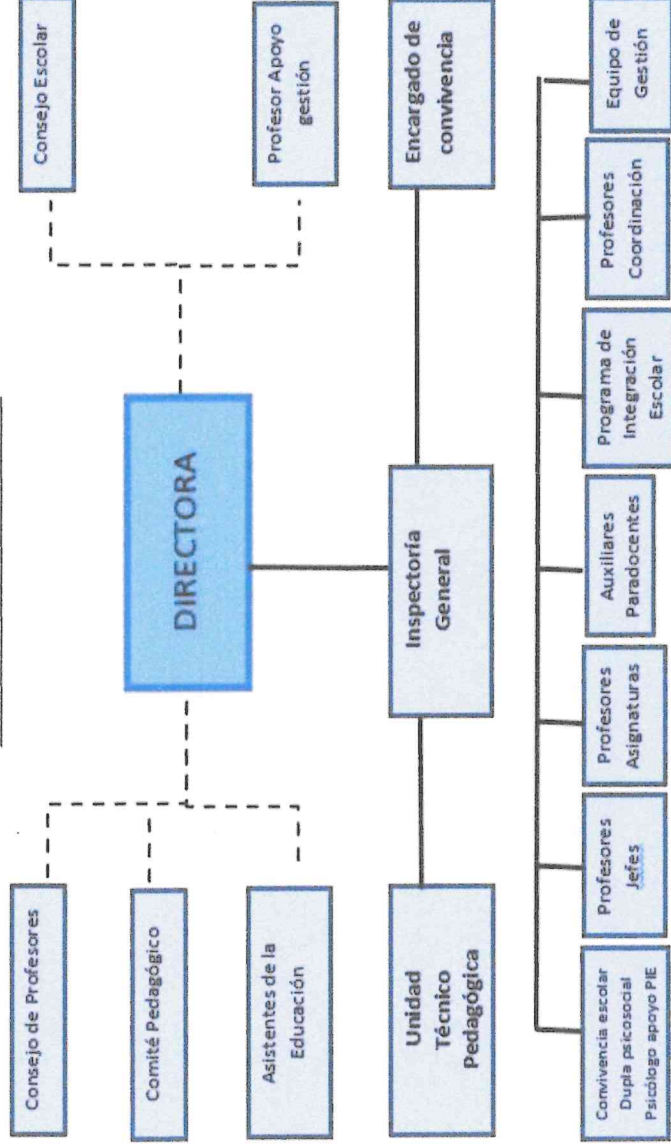 Consejo de Profesores
Comité Pedagógico
Asistentes de la
Educación
DIRECTORA
Consejo Escolar
Profesor Apoyo
gestión
Unidad
Técnico
Pedagógica
Inspectoría
General
Encargado de
convivencia
Convivencia escolar
Dupla psicosocial
Psicólogo apoyo PIE
Profesores
Jefes
Profesores
Asignaturas
Auxiliares
Paradocentes
Programa de
Integración
Escolar
Profesores
Coordinación
Equipo de
Gestión